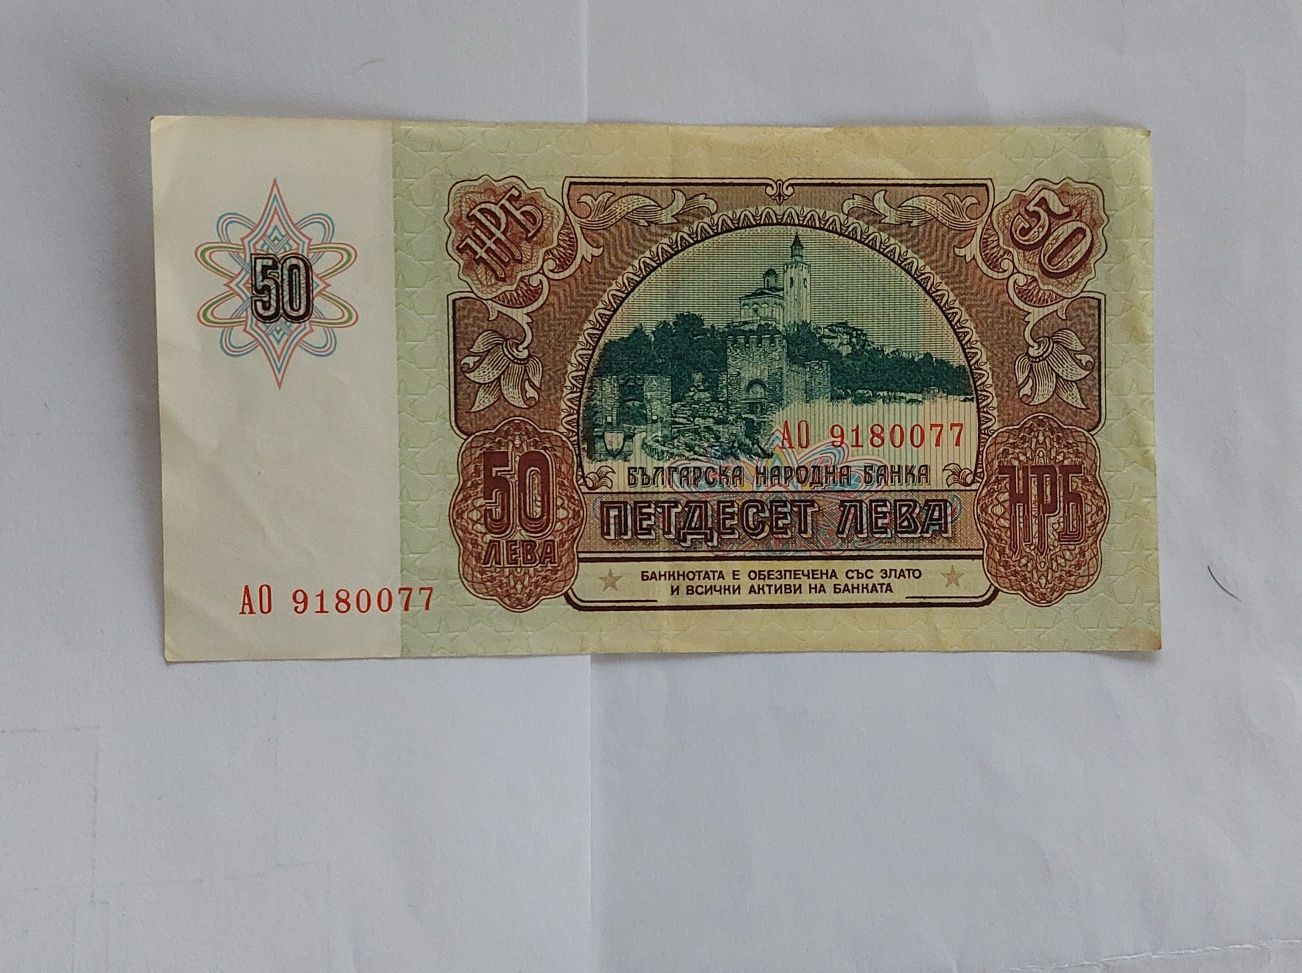 НРБ
50
50
АО 9180077
БЪЛГАРСКА НАРОДНА БАНКА
50 ЛЕВА
ПЕТДЕСЕТ ЛЕВА
НРБ
БАНКНОТАТА Е ОБЕЗПЕЧЕНА СЪС ЗЛАТО
И ВСИЧКИ АКТИВИ НА БАНКАТА
АО 9180077